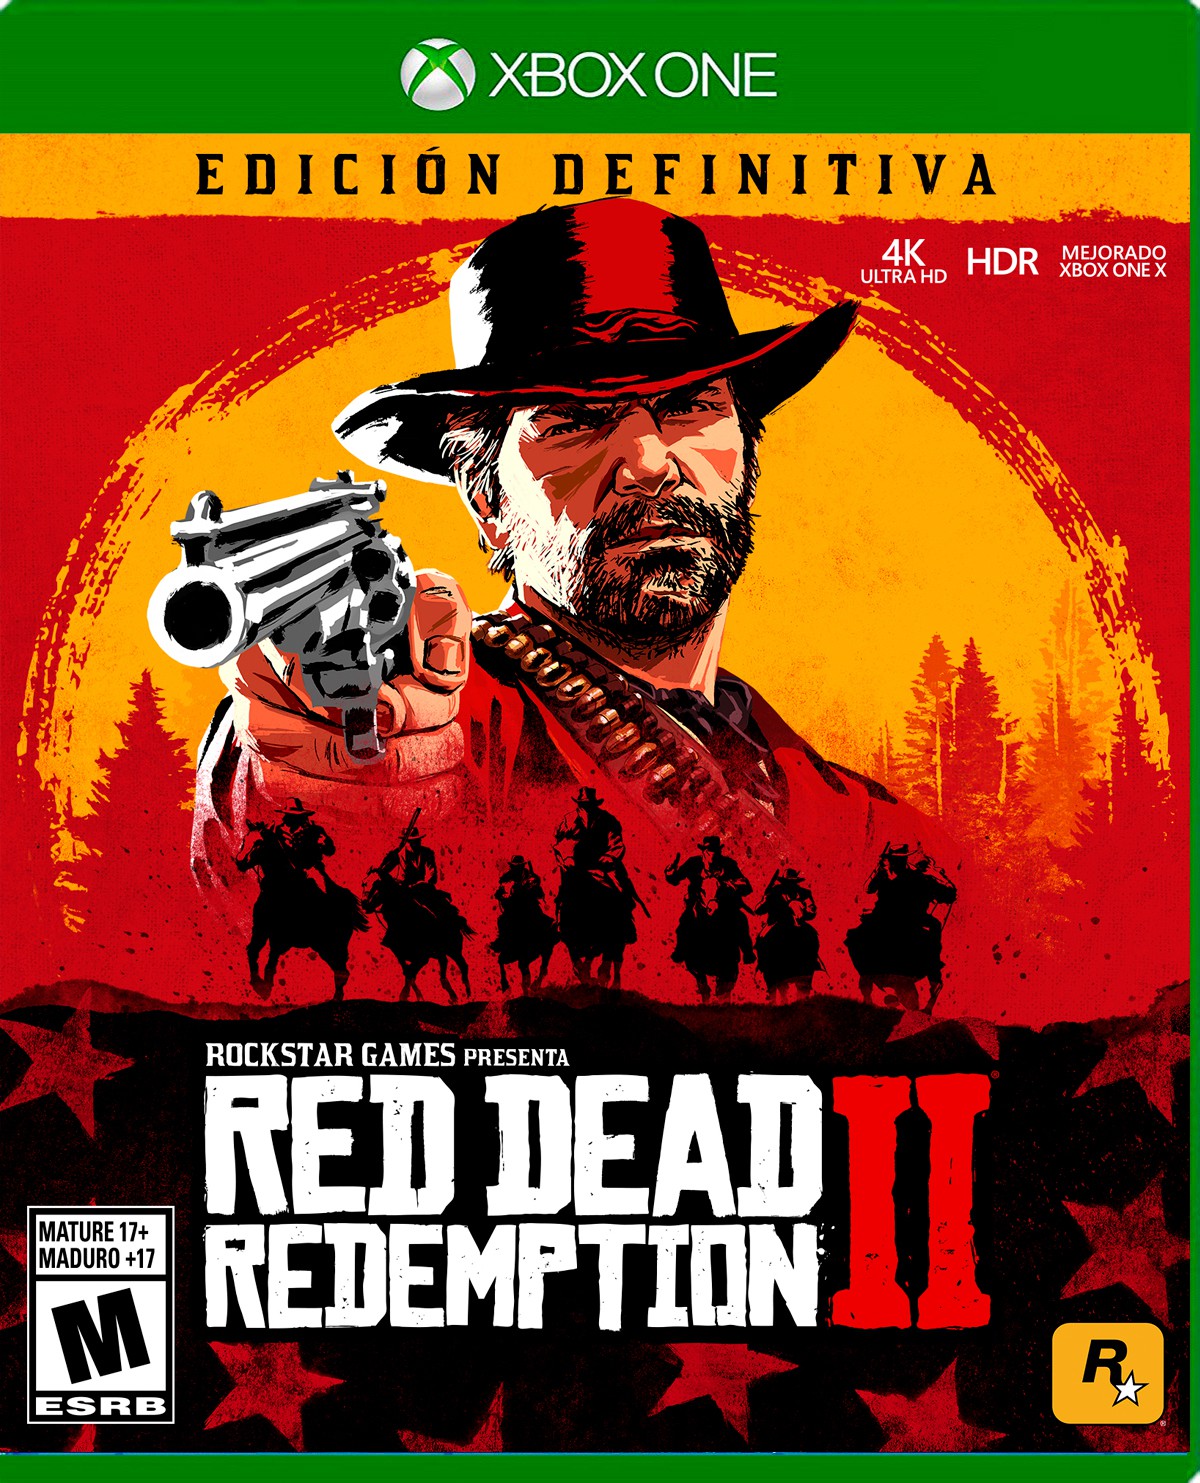 XBOX ONE
EDICIÓN DEFINITIVA
4K
ULTRA HD
HDR
MEJORADO
XBOX ONE X
ROCKSTAR GAMES PRESENTA
RED DEAD
REDEMPTION II
®
MATURE 17+
MADURO +17
M
ESRB
R
®